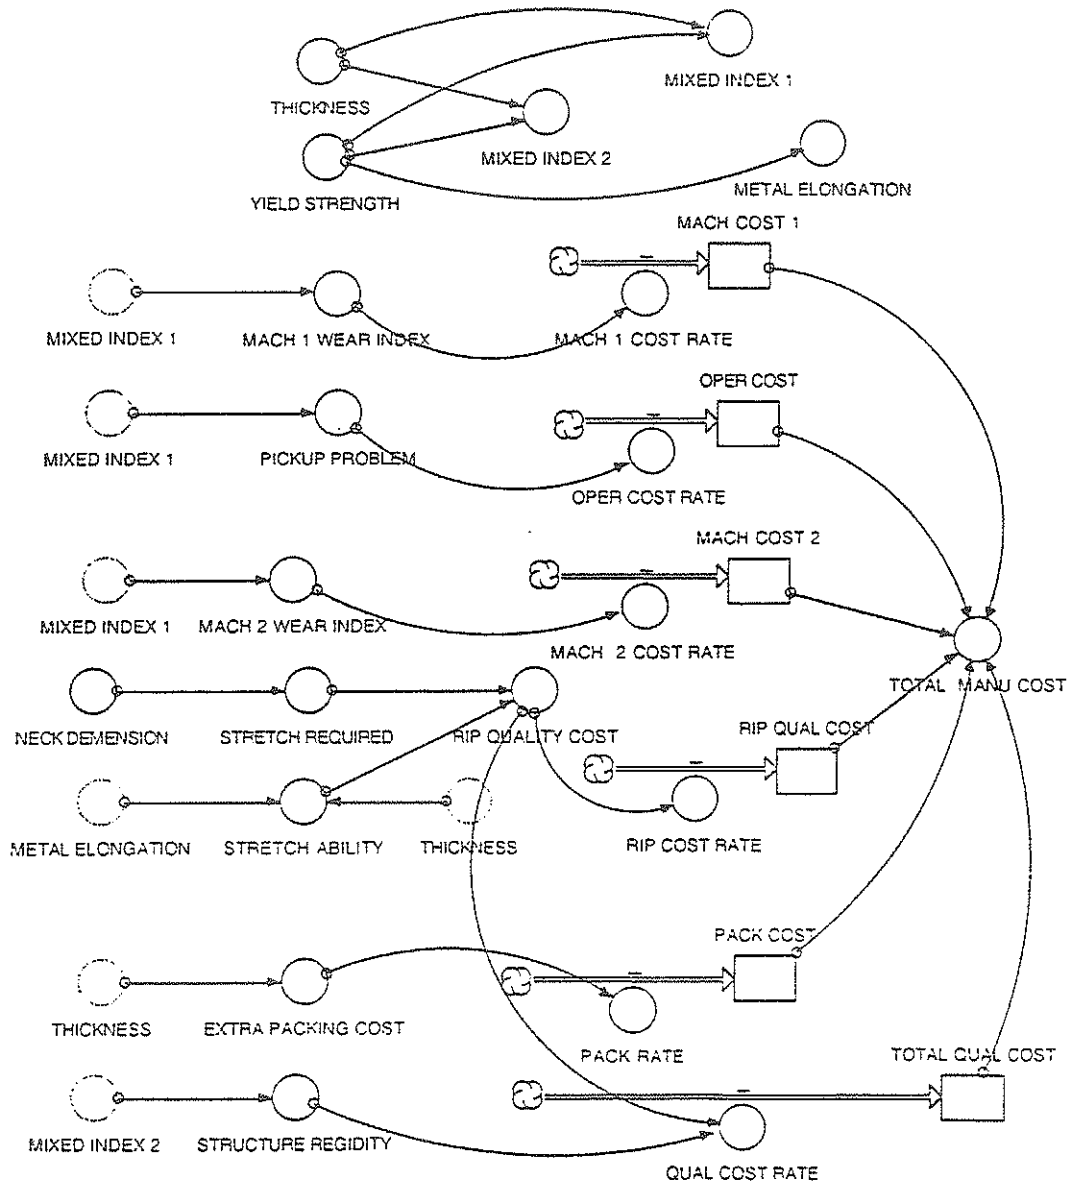 MIXED INDEX 1
THICKNESS
MIXED INDEX 2
METAL ELONGATION
YIELD STRENGTH
MACH COST 1
MIXED INDEX 1
MACH 1 WEAR INDEX
MACH 1 COST RATE
OPER COST
MIXED INDEX 1
PICKUP PROBLEM
OPER COST RATE
MACH COST 2
MIXED INDEX 1
MACH 2 WEAR INDEX
MACH 2 COST RATE
TOTAL MANU COST
NECK DEMENSION
STRETCH REQUIRED
RIP QUALITY COST
RIP QUAL COST
METAL ELONGATION
STRETCH ABILITY
THICKNESS
RIP COST RATE
PACK COST
THICKNESS
EXTRA PACKING COST
PACK RATE
TOTAL QUAL COST
MIXED INDEX 2
STRUCTURE REGIDITY
QUAL COST RATE